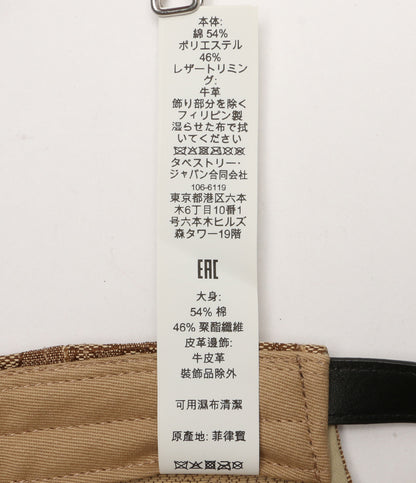 本体:
綿 54%
ポリエステル
46%
レザートリミン
グ:
牛革
飾り部分を除く
フィリピン製
湿らせた布で拭
いてください
タペストリー・
ジャパン合同会社
106-6119
東京都港区六本
木6丁目10番1
号六本木ヒルズ
森タワー19階
EAC
大身:
54% 棉
46% 聚酯纖維
皮革邊飾:
牛皮革
裝飾品除外
可用濕布清潔
原產地: 菲律賓